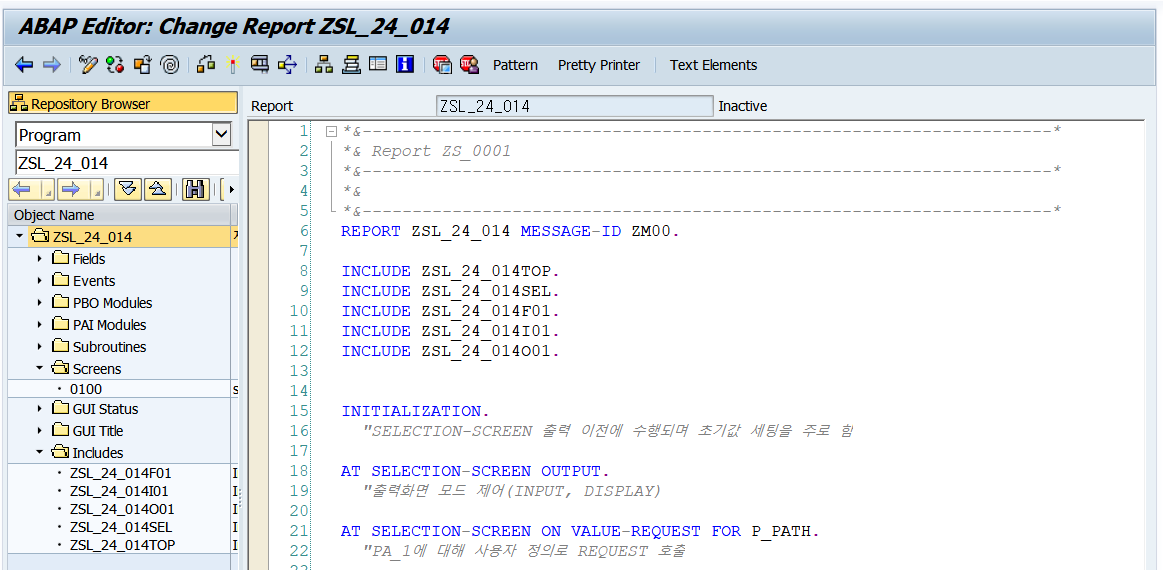 ABAP Editor: Change Report ZSL_24_014
Pattern Pretty Printer Text Elements
Repository Browser
Program
ZSL_24_014
Object Name
ZSL_24_014
Fields
Events
PBO Modules
PAI Modules
Subroutines
Screens
0100
GUI Status
GUI Title
Includes
ZSL_24_014F01
ZSL_24_014I01
ZSL_24_014O01
ZSL_24_014SEL
ZSL_24_014TOP
Report ZSL_24_014 Inactive
1 *&---------------------------------------------------------------------*
2 *& Report ZS_0001
3 *&---------------------------------------------------------------------*
4 *&
5 *&---------------------------------------------------------------------*
6 REPORT ZSL_24_014 MESSAGE-ID ZM00.
7
8 INCLUDE ZSL_24_014TOP.
9 INCLUDE ZSL_24_014SEL.
10 INCLUDE ZSL_24_014F01.
11 INCLUDE ZSL_24_014I01.
12 INCLUDE ZSL_24_014O01.
13
14
15 INITIALIZATION.
16 "SELECTION-SCREEN 출력 이전에 수행되며 초기값 세팅을 주로 함
17
18 AT SELECTION-SCREEN OUTPUT.
19 "출력화면 모드 제어(INPUT, DISPLAY)
20
21 AT SELECTION-SCREEN ON VALUE-REQUEST FOR P_PATH.
22 "PA_1에 대해 사용자 정의로 REQUEST 호출